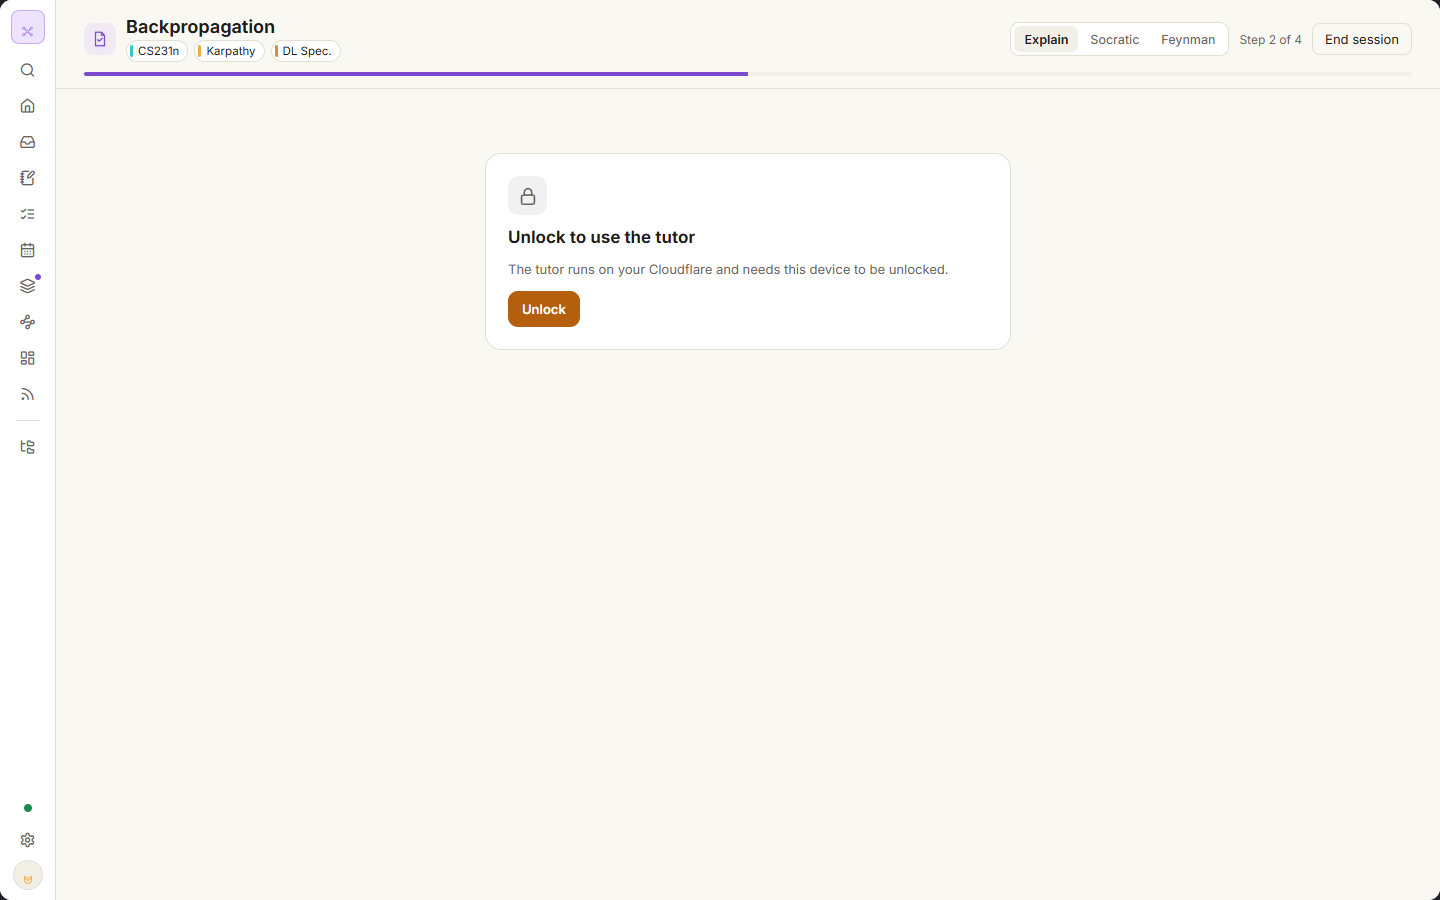 Backpropagation
CS231n Karpathy DL Spec.
Explain Socratic Feynman Step 2 of 4 End session
Unlock to use the tutor
The tutor runs on your Cloudflare and needs this device to be unlocked.
Unlock